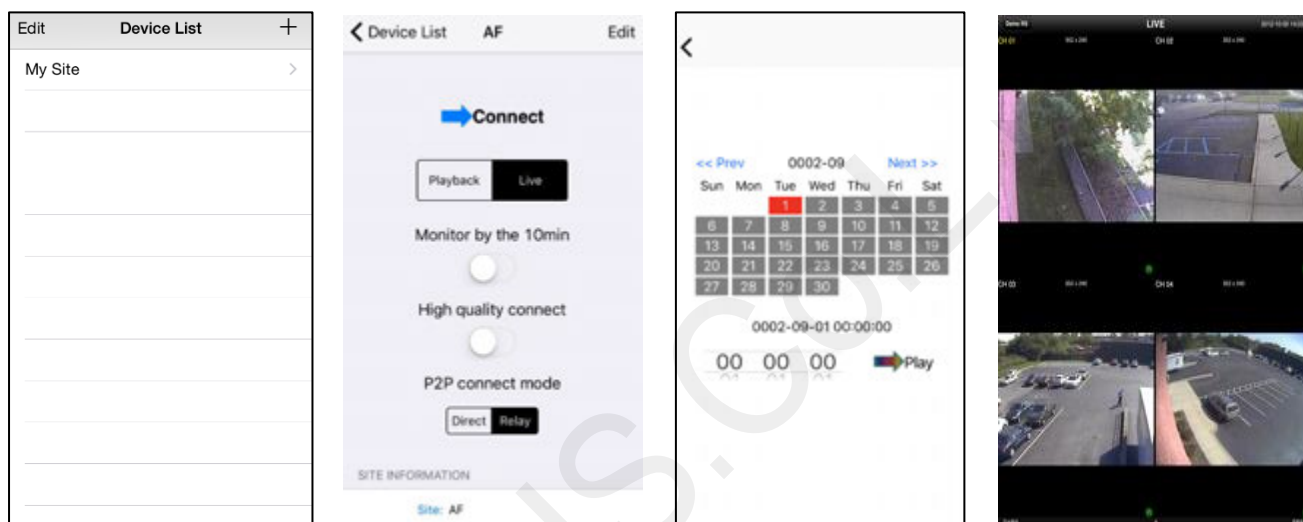 Edit Device List +
My Site >
Device List AF Edit
Connect
Playback Live
Monitor by the 10min
High quality connect
P2P connect mode
Direct Relay
SITE INFORMATION
Site: AF
<< Prev 0002-09 Next >>
Sun Mon Tue Wed Thu Fri Sat
1 2 3 4 5
6 7 8 9 10 11 12
13 14 15 16 17 18 19
20 21 22 23 24 25 26
27 28 29 30
0002-09-01 00:00:00
00 00 00 Play
01 01 01
LIVE
CH 01 CH 02
CH 03 CH 04